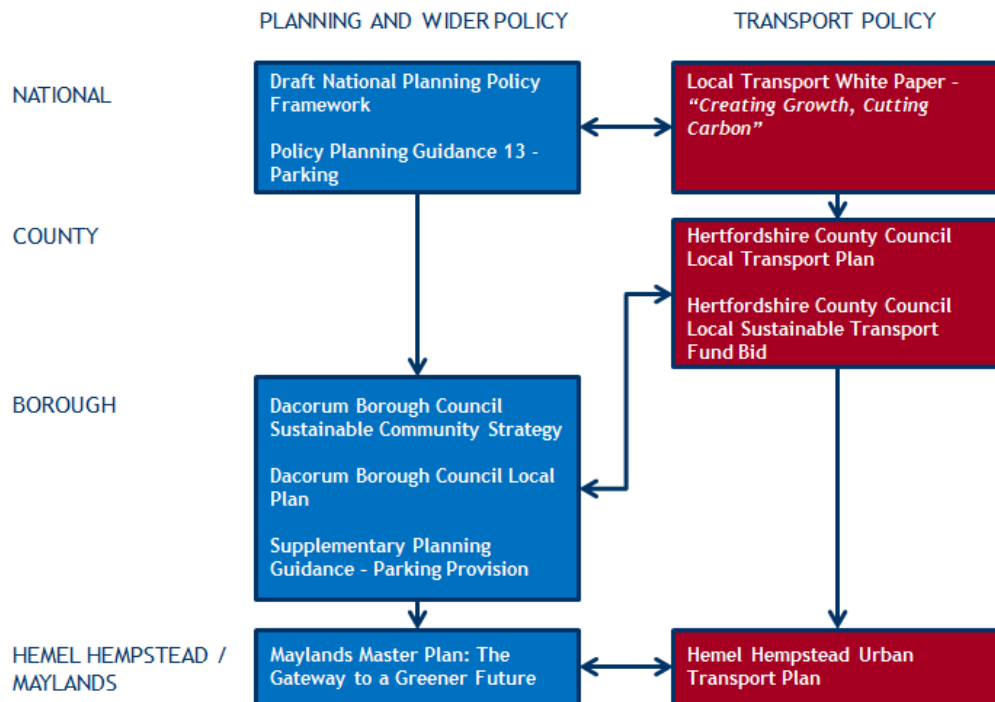 PLANNING AND WIDER POLICY
TRANSPORT POLICY
NATIONAL
Draft National Planning Policy
Framework
Policy Planning Guidance 13 -
Parking
Local Transport White Paper -
“Creating Growth, Cutting
Carbon”
COUNTY
Hertfordshire County Council
Local Transport Plan
Hertfordshire County Council
Local Sustainable Transport
Fund Bid
BOROUGH
Dacorum Borough Council
Sustainable Community Strategy
Dacorum Borough Council Local
Plan
Supplementary Planning
Guidance - Parking Provision
HEMEL HEMPSTEAD /
MAYLANDS
Maylands Master Plan: The
Gateway to a Greener Future
Hemel Hempstead Urban
Transport Plan